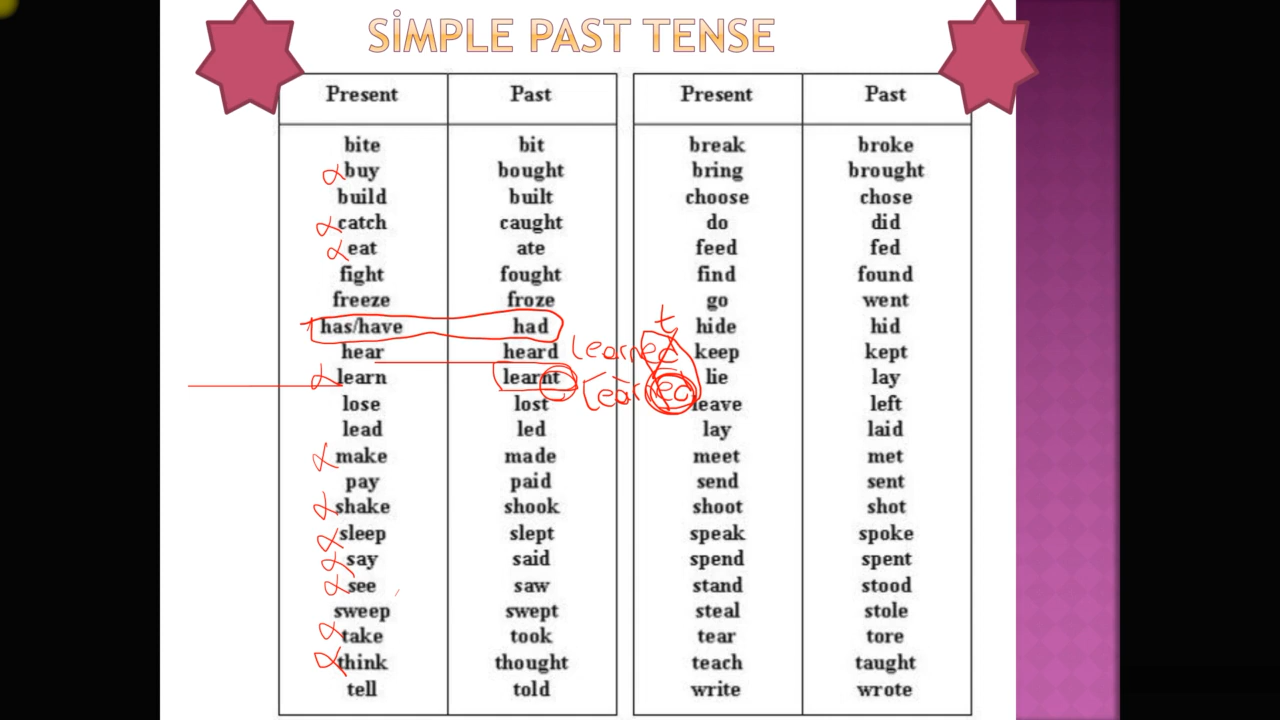 SİMPLE PAST TENSE
Present Past Present Past
bite bit break broke
buy bought bring brought
build built choose chose
catch caught do did
eat ate feed fed
fight fought find found
freeze froze go went
t
has/have had hide hid
hear heard learned keep kept
learn learnt lie lay
learned
lose lost leave left
lead led lay laid
make made meet met
pay paid send sent
shake shook shoot shot
sleep slept speak spoke
say said spend spent
see saw stand stood
sweep swept steal stole
take took tear tore
think thought teach taught
tell told write wrote